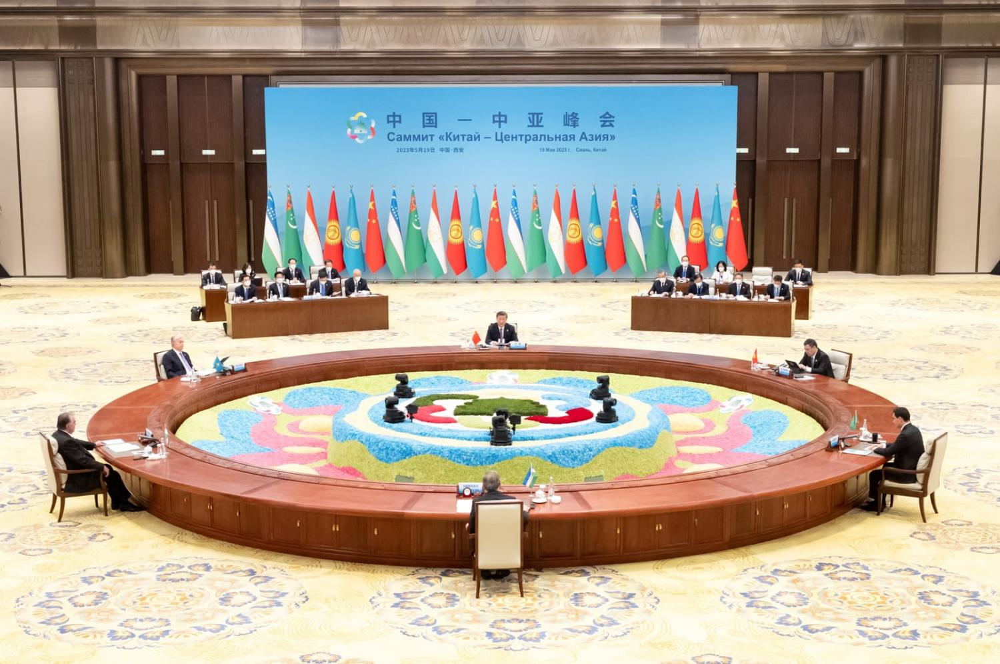 中国－中亚峰会
Саммит «Китай – Центральная Азия»
2023年5月19日 中国·西安
19 Мая 2023 г. Сиань, Китай